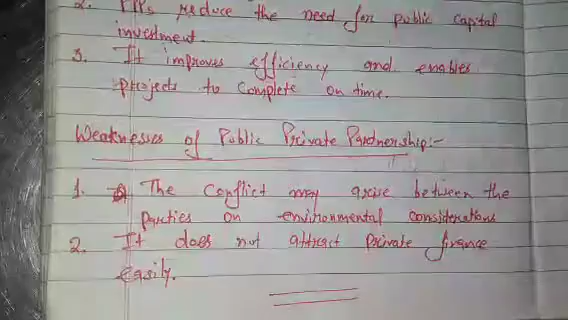 2. PPPs reduce the need for public capital
investment.
3. It improves efficiency and enables
projects to complete on time.
Weaknesses of Public Private Partnership:-
1. The conflict may arise between the
parties on environmental considerations
2. It does not attract private finance
easily.